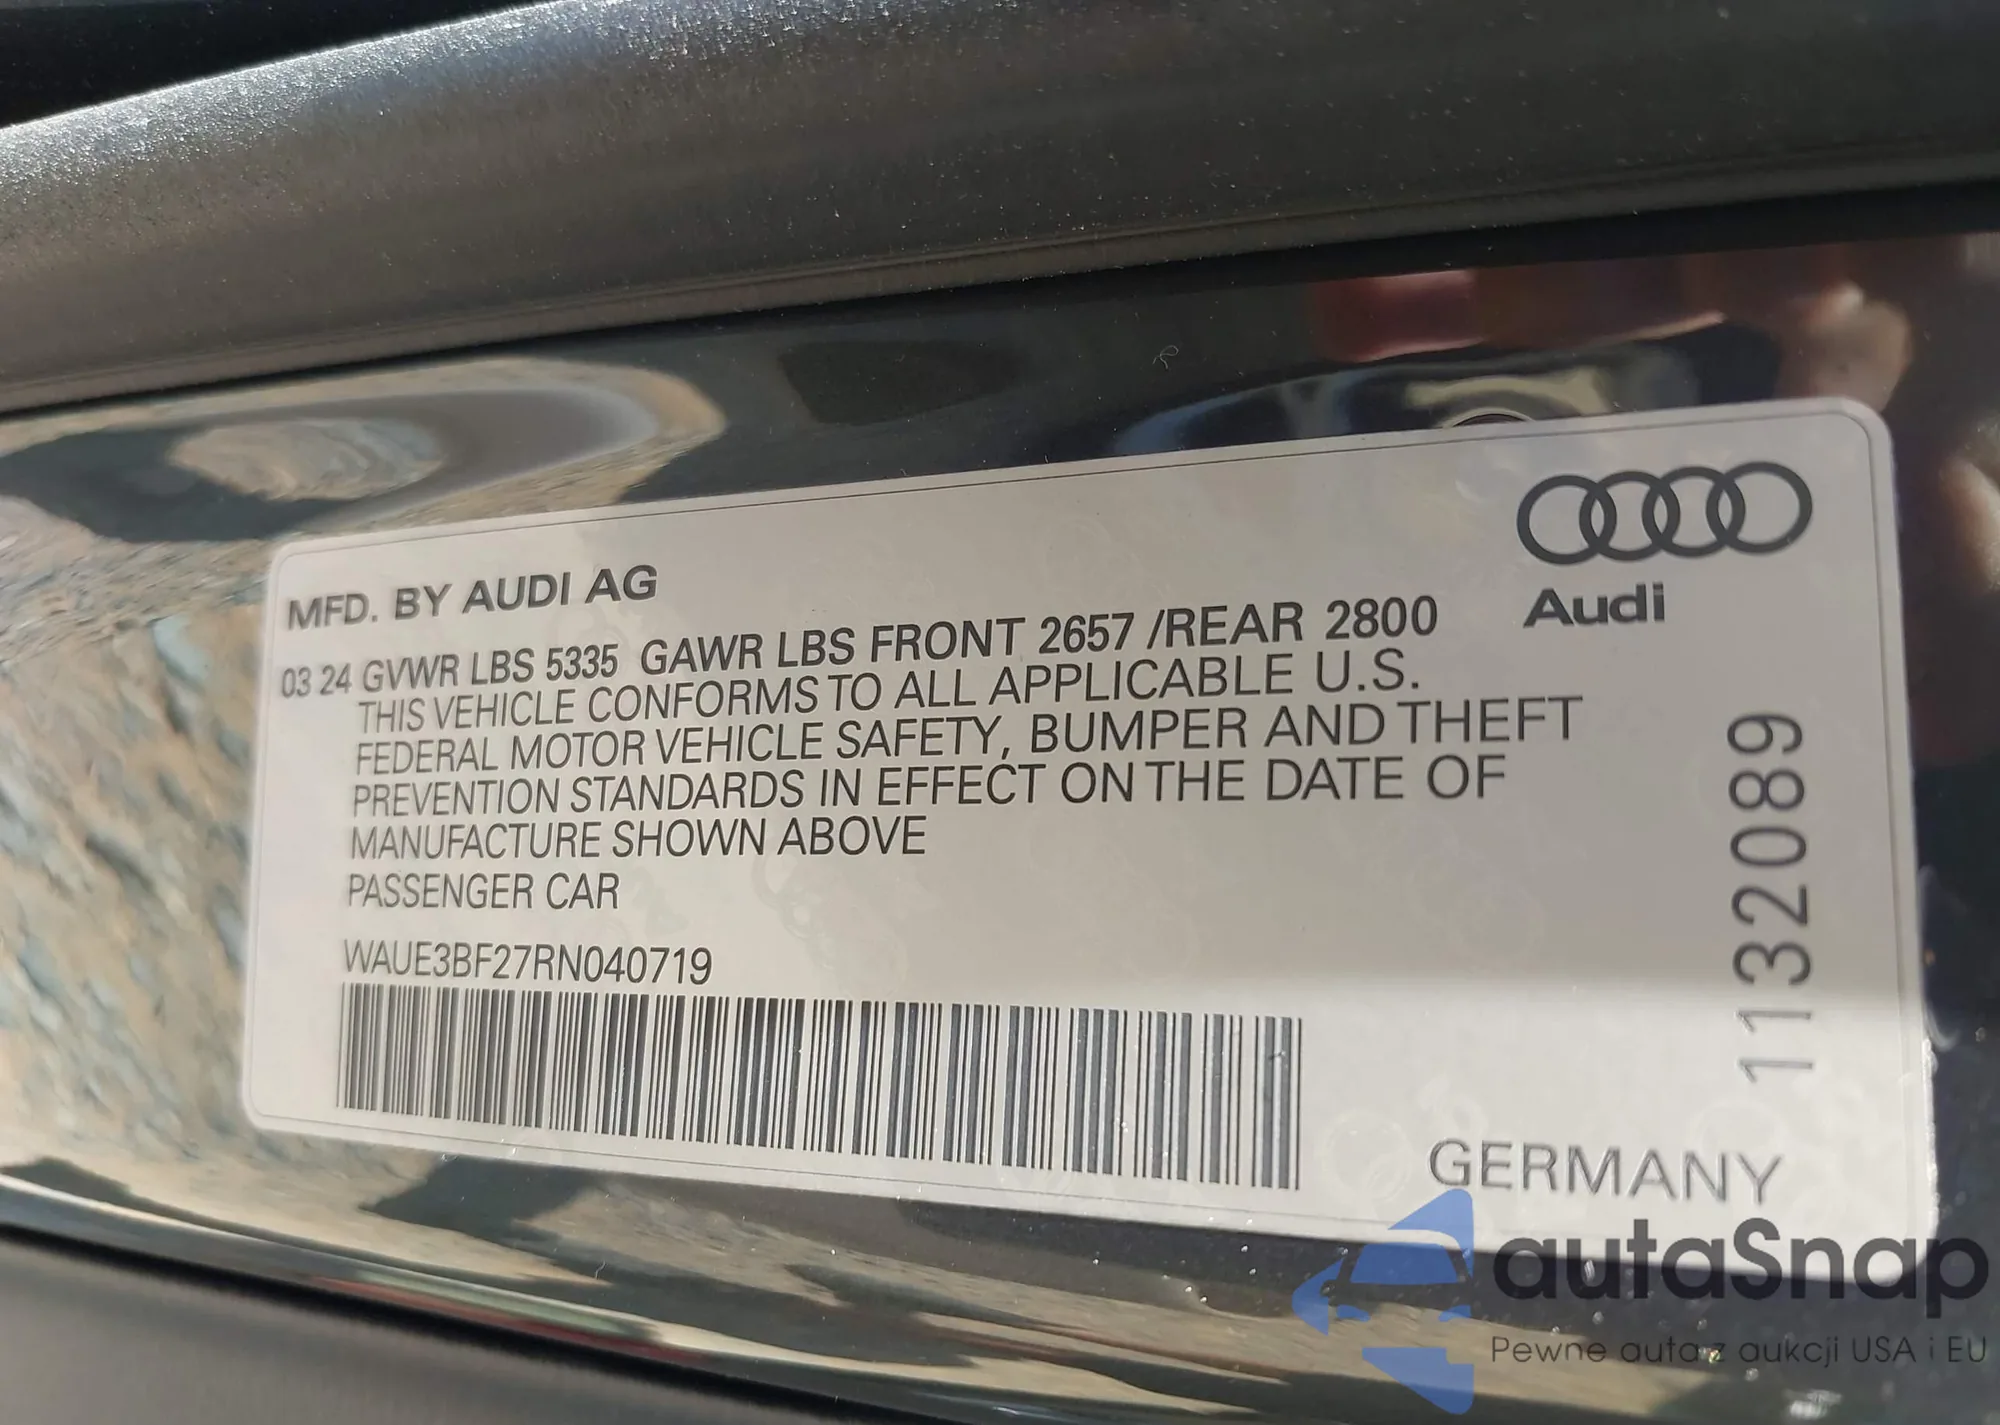 MFD. BY AUDI AG
Audi
03 24 GVWR LBS 5335 GAWR LBS FRONT 2657 /REAR 2800
THIS VEHICLE CONFORMS TO ALL APPLICABLE U.S.
FEDERAL MOTOR VEHICLE SAFETY, BUMPER AND THEFT
PREVENTION STANDARDS IN EFFECT ON THE DATE OF
MANUFACTURE SHOWN ABOVE
PASSENGER CAR
WAUE3BF27RN040719
1132089
GERMANY
autaSnap
Pewne auta z aukcji USA i EU